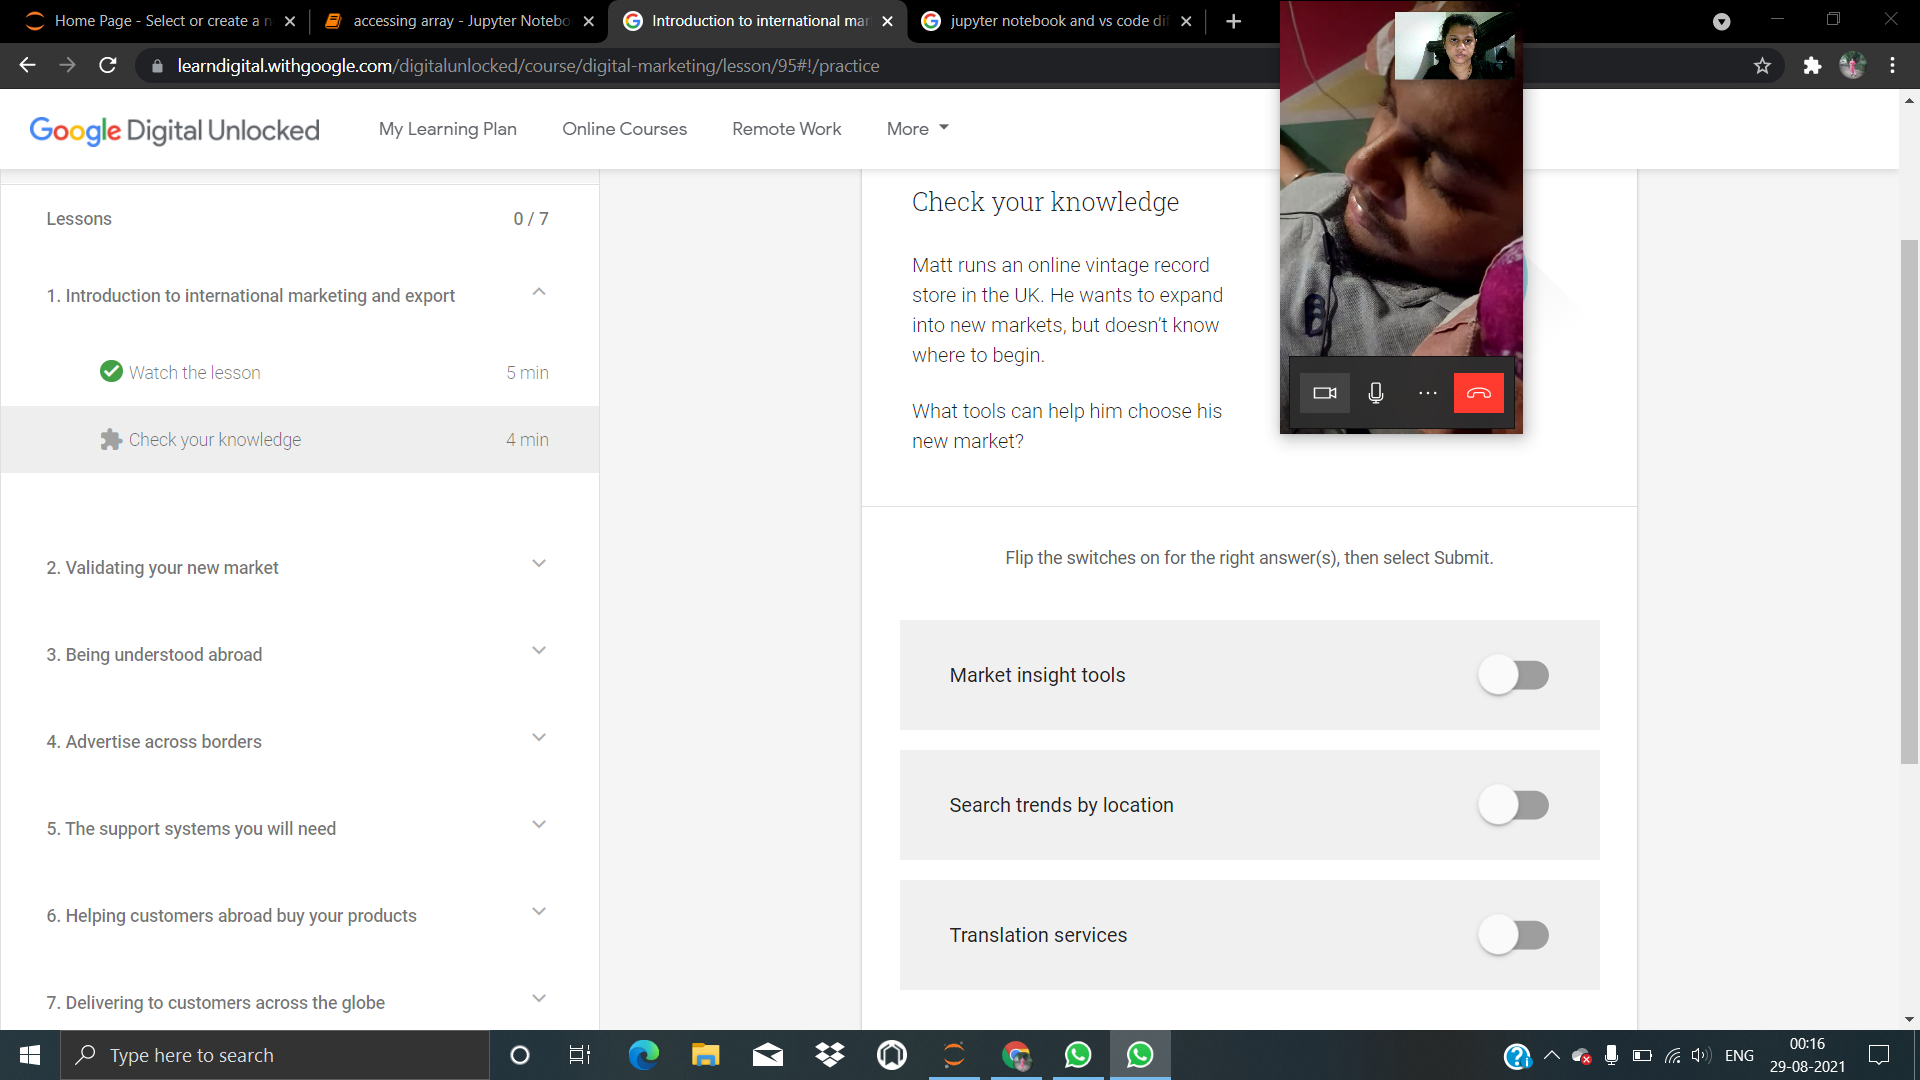 Home Page - Select or create a n
accessing array - Jupyter Notebo
Introduction to international mar
jupyter notebook and vs code dif
learndigital.withgoogle.com/digitalunlocked/course/digital-marketing/lesson/95#!/practice
Google Digital Unlocked
My Learning Plan
Online Courses
Remote Work
More
Lessons
0 / 7
1. Introduction to international marketing and export
Watch the lesson
5 min
Check your knowledge
4 min
2. Validating your new market
3. Being understood abroad
4. Advertise across borders
5. The support systems you will need
6. Helping customers abroad buy your products
7. Delivering to customers across the globe
Check your knowledge
Matt runs an online vintage record
store in the UK. He wants to expand
into new markets, but doesn’t know
where to begin.
What tools can help him choose his
new market?
Flip the switches on for the right answer(s), then select Submit.
Market insight tools
Search trends by location
Translation services
Type here to search
ENG
00:16
29-08-2021